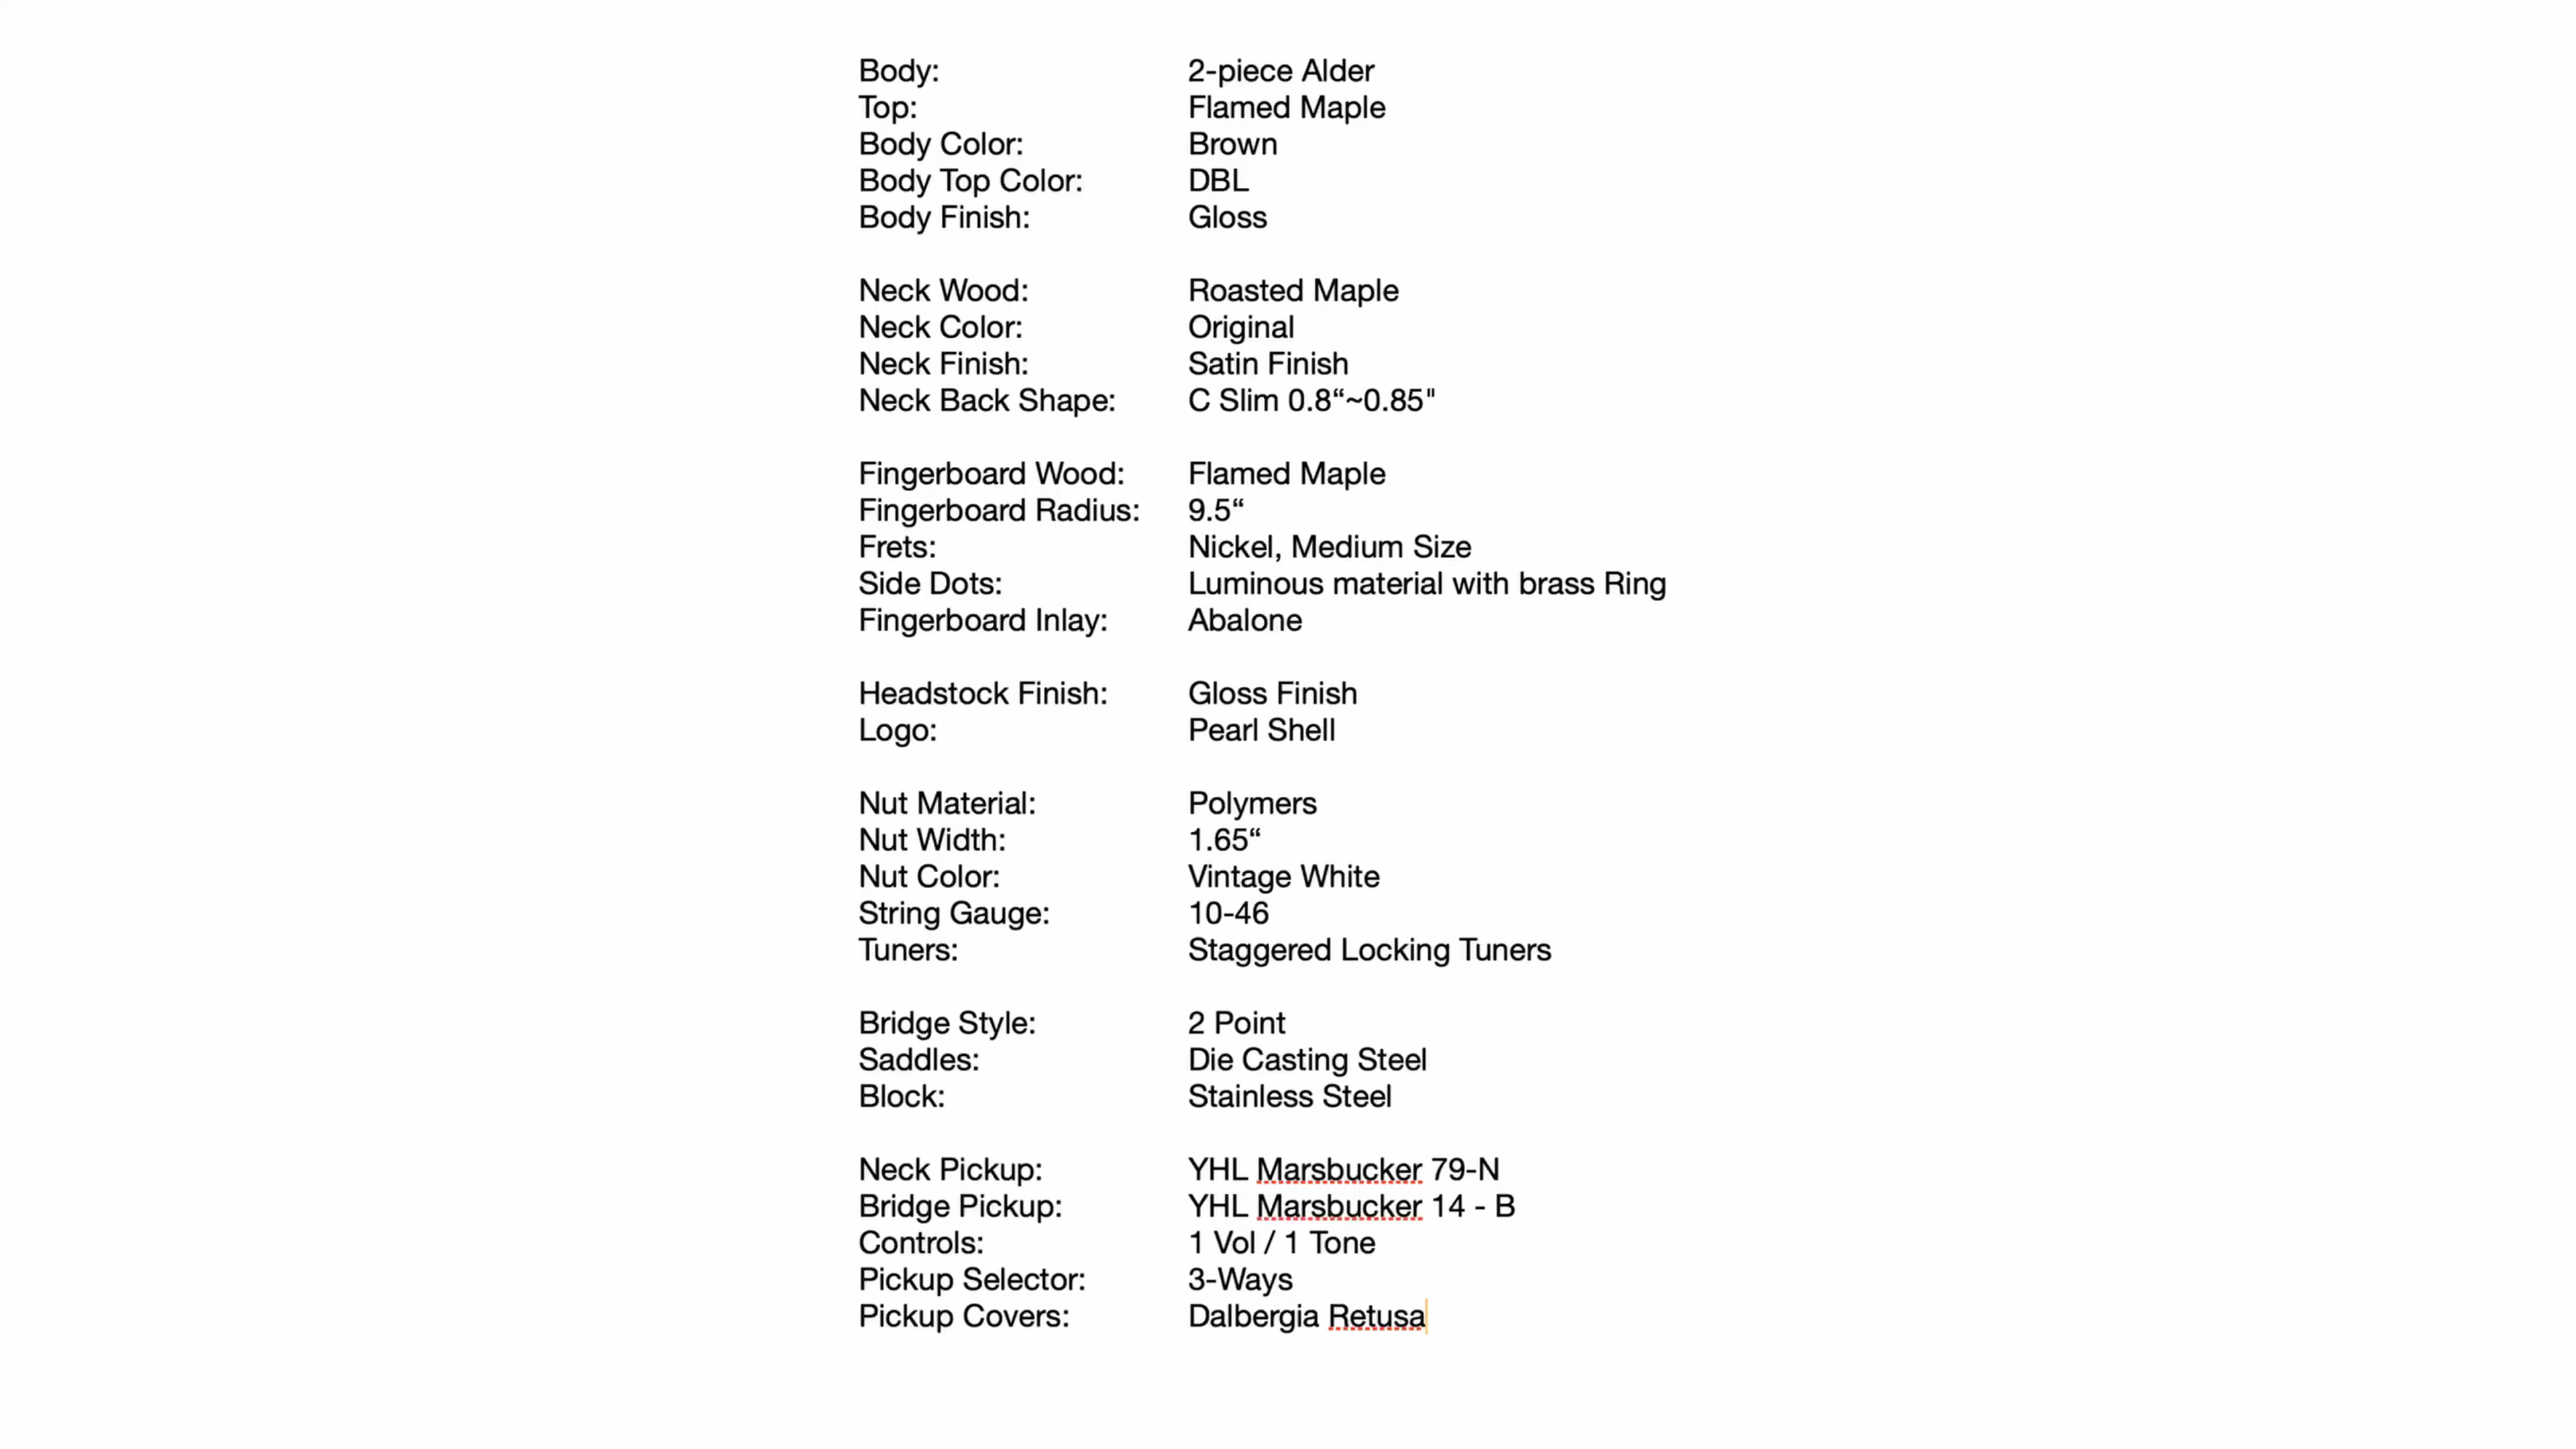 Body: 2-piece Alder
Top: Flamed Maple
Body Color: Brown
Body Top Color: DBL
Body Finish: Gloss
Neck Wood: Roasted Maple
Neck Color: Original
Neck Finish: Satin Finish
Neck Back Shape: C Slim 0.8“~0.85"
Fingerboard Wood: Flamed Maple
Fingerboard Radius: 9.5“
Frets: Nickel, Medium Size
Side Dots: Luminous material with brass Ring
Fingerboard Inlay: Abalone
Headstock Finish: Gloss Finish
Logo: Pearl Shell
Nut Material: Polymers
Nut Width: 1.65“
Nut Color: Vintage White
String Gauge: 10-46
Tuners: Staggered Locking Tuners
Bridge Style: 2 Point
Saddles: Die Casting Steel
Block: Stainless Steel
Neck Pickup: YHL Marsbucker 79-N
Bridge Pickup: YHL Marsbucker 14 - B
Controls: 1 Vol / 1 Tone
Pickup Selector: 3-Ways
Pickup Covers: Dalbergia Retusa